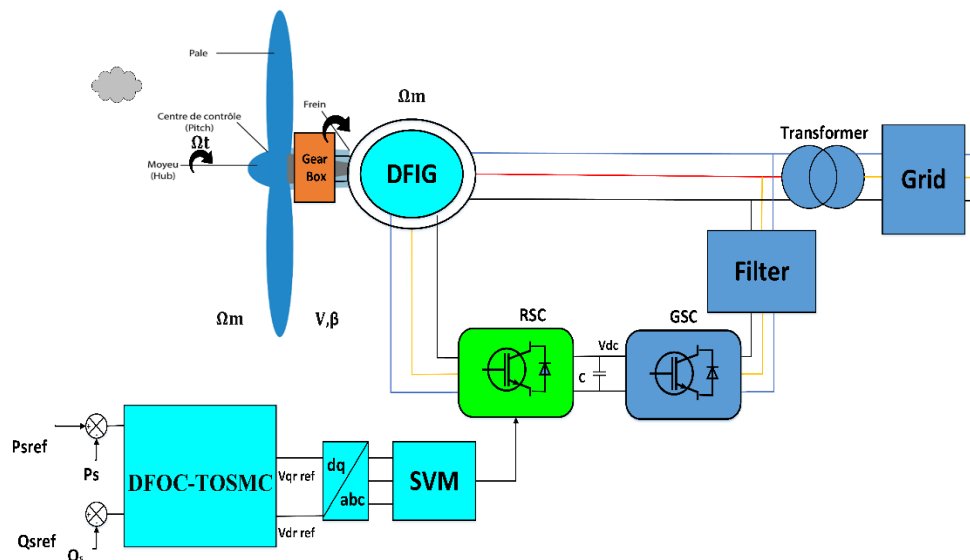 Pale
Frein
Ωm
Centre de contrôle
(Pitch)
Ωt
Moyeu
(Hub)
Gear
Box
DFIG
Transformer
Grid
Filter
Ωm
V,β
RSC
GSC
Vdc
C
Psref
Ps
DFOC-TOSMC
Vqr ref
dq
abc
SVM
Qsref
Vdr ref